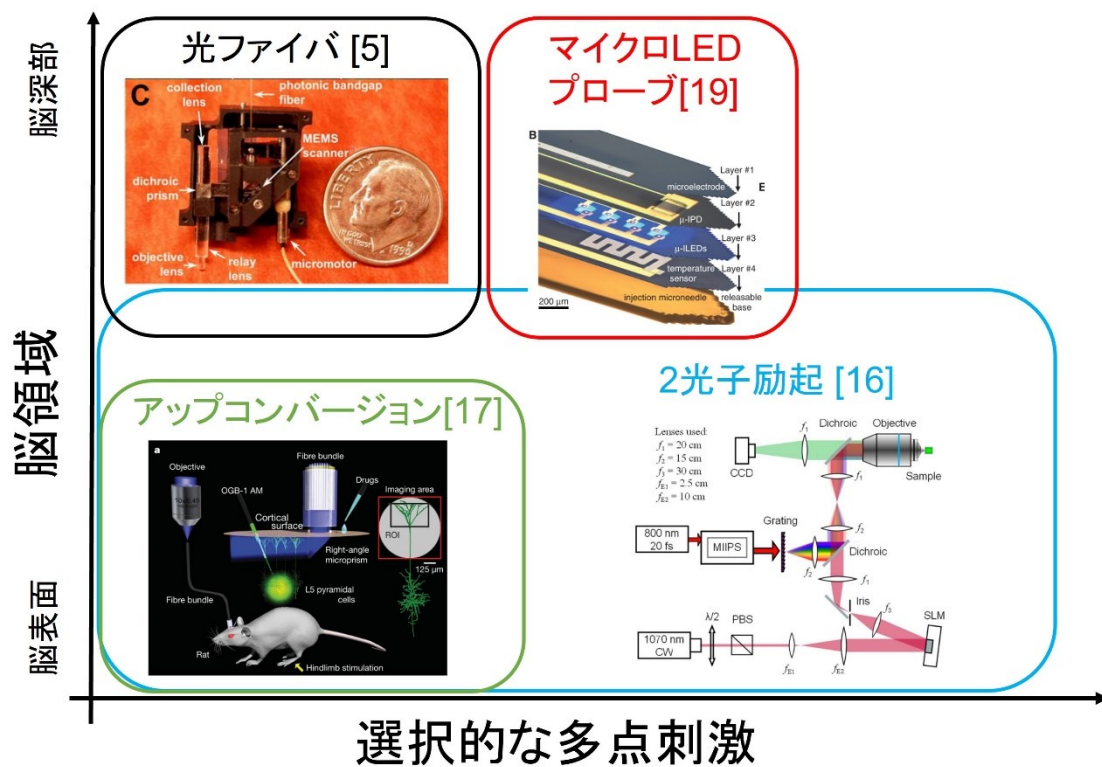 脳深部
脳領域
脳表面
選択的な多点刺激
光ファイバ [5]
C
collection
lens
photonic bandgap
fiber
MEMS
scanner
dichroic
prism
LIBERTY
1996
objective
lens
relay
lens
micromotor
マイクロLED
プローブ[19]
B
Layer #1
E
microelectrode
Layer #2
μ-IPD
Layer #3
μ-ILEDs
temperature
sensor
Layer #4
injection microneedle
releasable
base
200 μm
アップコンバージョン[17]
a
Objective
Fibre bundle
Drugs
Imaging area
OGB-1 AM
Cortical
surface
ROI
Right-angle
microprism
125 μm
L5 pyramidal
cells
Fibre bundle
Rat
Hindlimb stimulation
2光子励起 [16]
Lenses used:
f1 = 20 cm
f2 = 15 cm
f3 = 30 cm
fE1 = 2.5 cm
fE2 = 10 cm
CCD
f1
Dichroic
Objective
Sample
f1
f2
Grating
800 nm
20 fs
MIIPS
f2
Dichroic
f1
Iris
f3
SLM
λ/2
PBS
1070 nm
CW
fE1
fE2